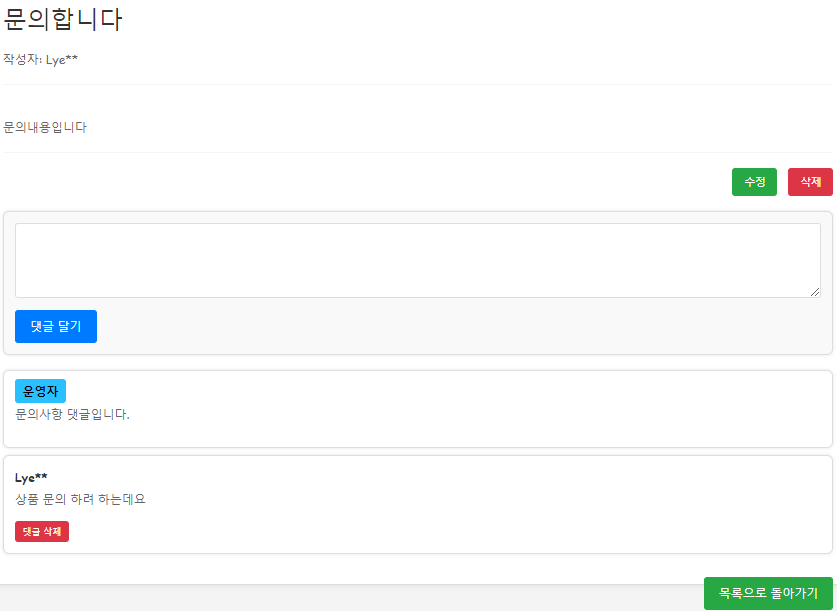 문의합니다
작성자: Lye**
문의내용입니다
수정 삭제
댓글 달기
운영자
문의사항 댓글입니다.
Lye**
상품 문의 하려 하는데요
댓글 삭제
목록으로 돌아가기